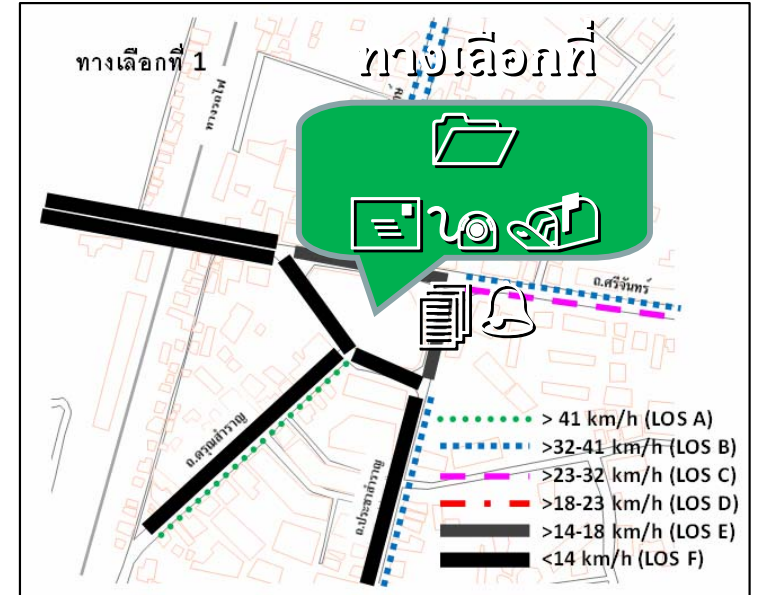 ทางเลือกที่ 1
ทางเลือกที่
ทางรถไฟ
ถ.ศรีจันทร์
ถ.ดรุณสำราญ
ถ.ประชาสำราญ
> 41 km/h (LOS A)
>32-41 km/h (LOS B)
>23-32 km/h (LOS C)
>18-23 km/h (LOS D)
>14-18 km/h (LOS E)
<14 km/h (LOS F)